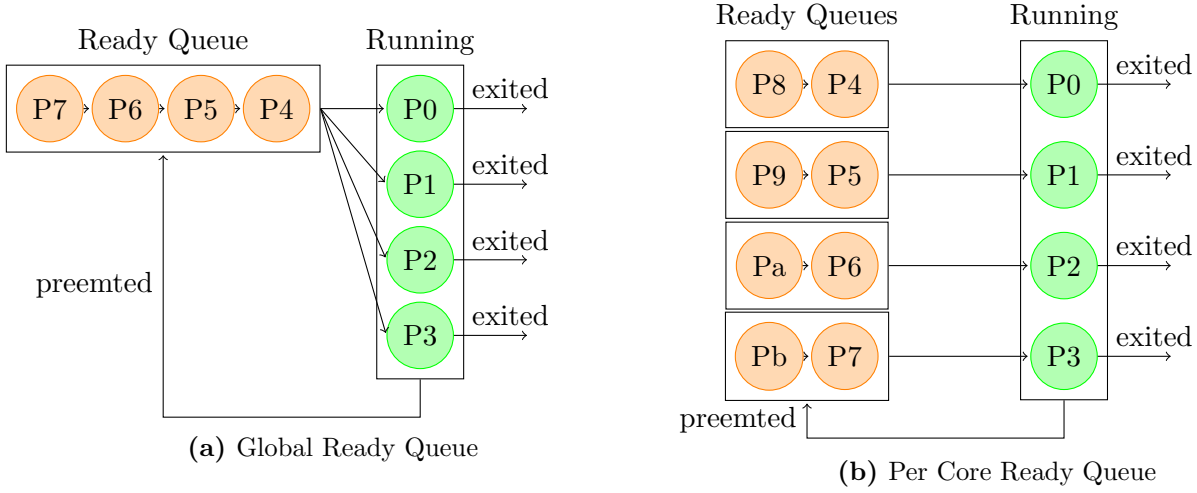 Ready Queue
Running
P7 P6 P5 P4
P0
exited
P1
exited
P2
exited
P3
exited
preemted
(a) Global Ready Queue
Ready Queues
Running
P8 P4
P0
exited
P9 P5
P1
exited
Pa P6
P2
exited
Pb P7
P3
exited
preemted
(b) Per Core Ready Queue